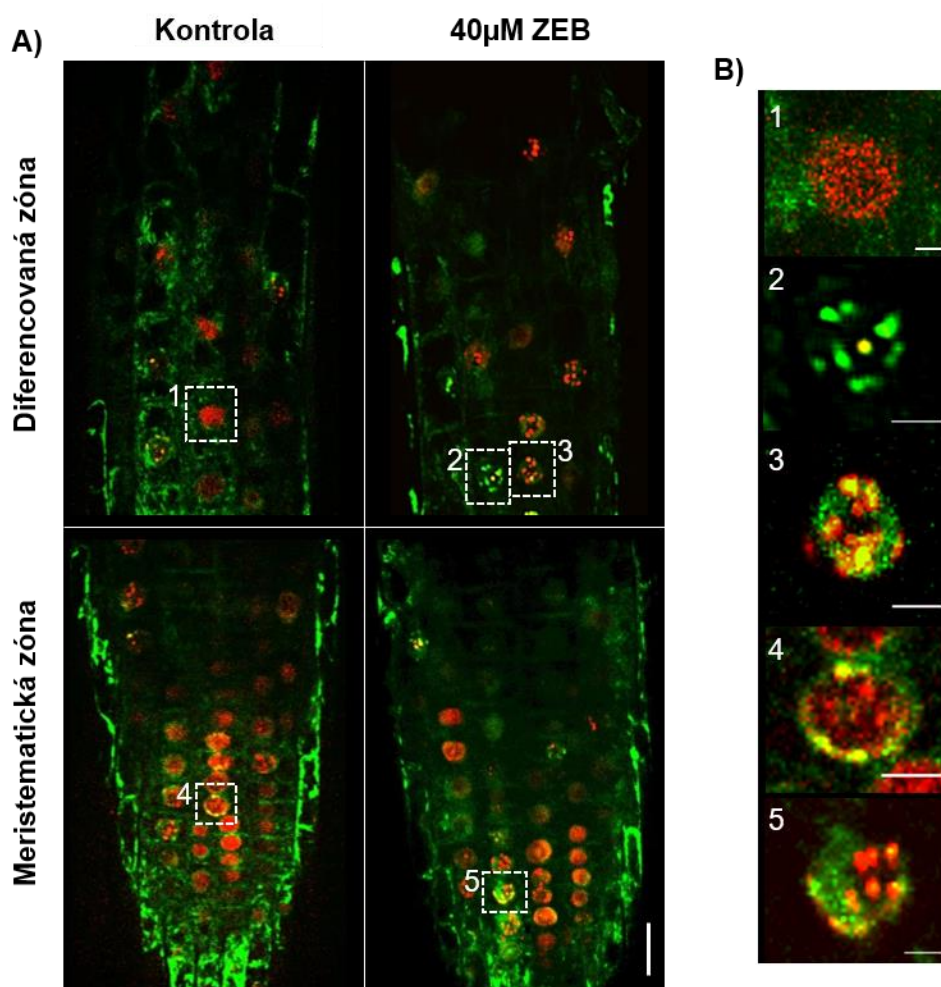 A)
Kontrola
40µM ZEB
B)
Diferencovaná zóna
1
2
3
Meristematická zóna
4
5
1
2
3
4
5